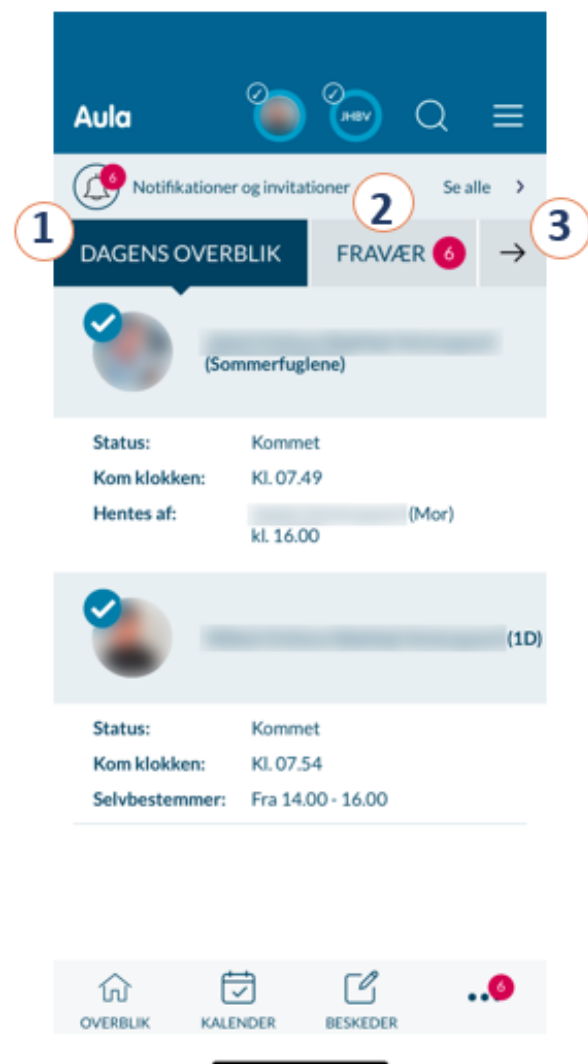 Aula
JHBV
6
Notifikationer og invitationer
Se alle
1
2
3
DAGENS OVERBLIK
FRAVÆR 6
(Sommerfuglene)
Status: Kommet
Kom klokken: Kl. 07.49
Hentes af: (Mor)
kl. 16.00
(1D)
Status: Kommet
Kom klokken: Kl. 07.54
Selvbestemmer: Fra 14.00 - 16.00
6
OVERBLIK
KALENDER
BESKEDER